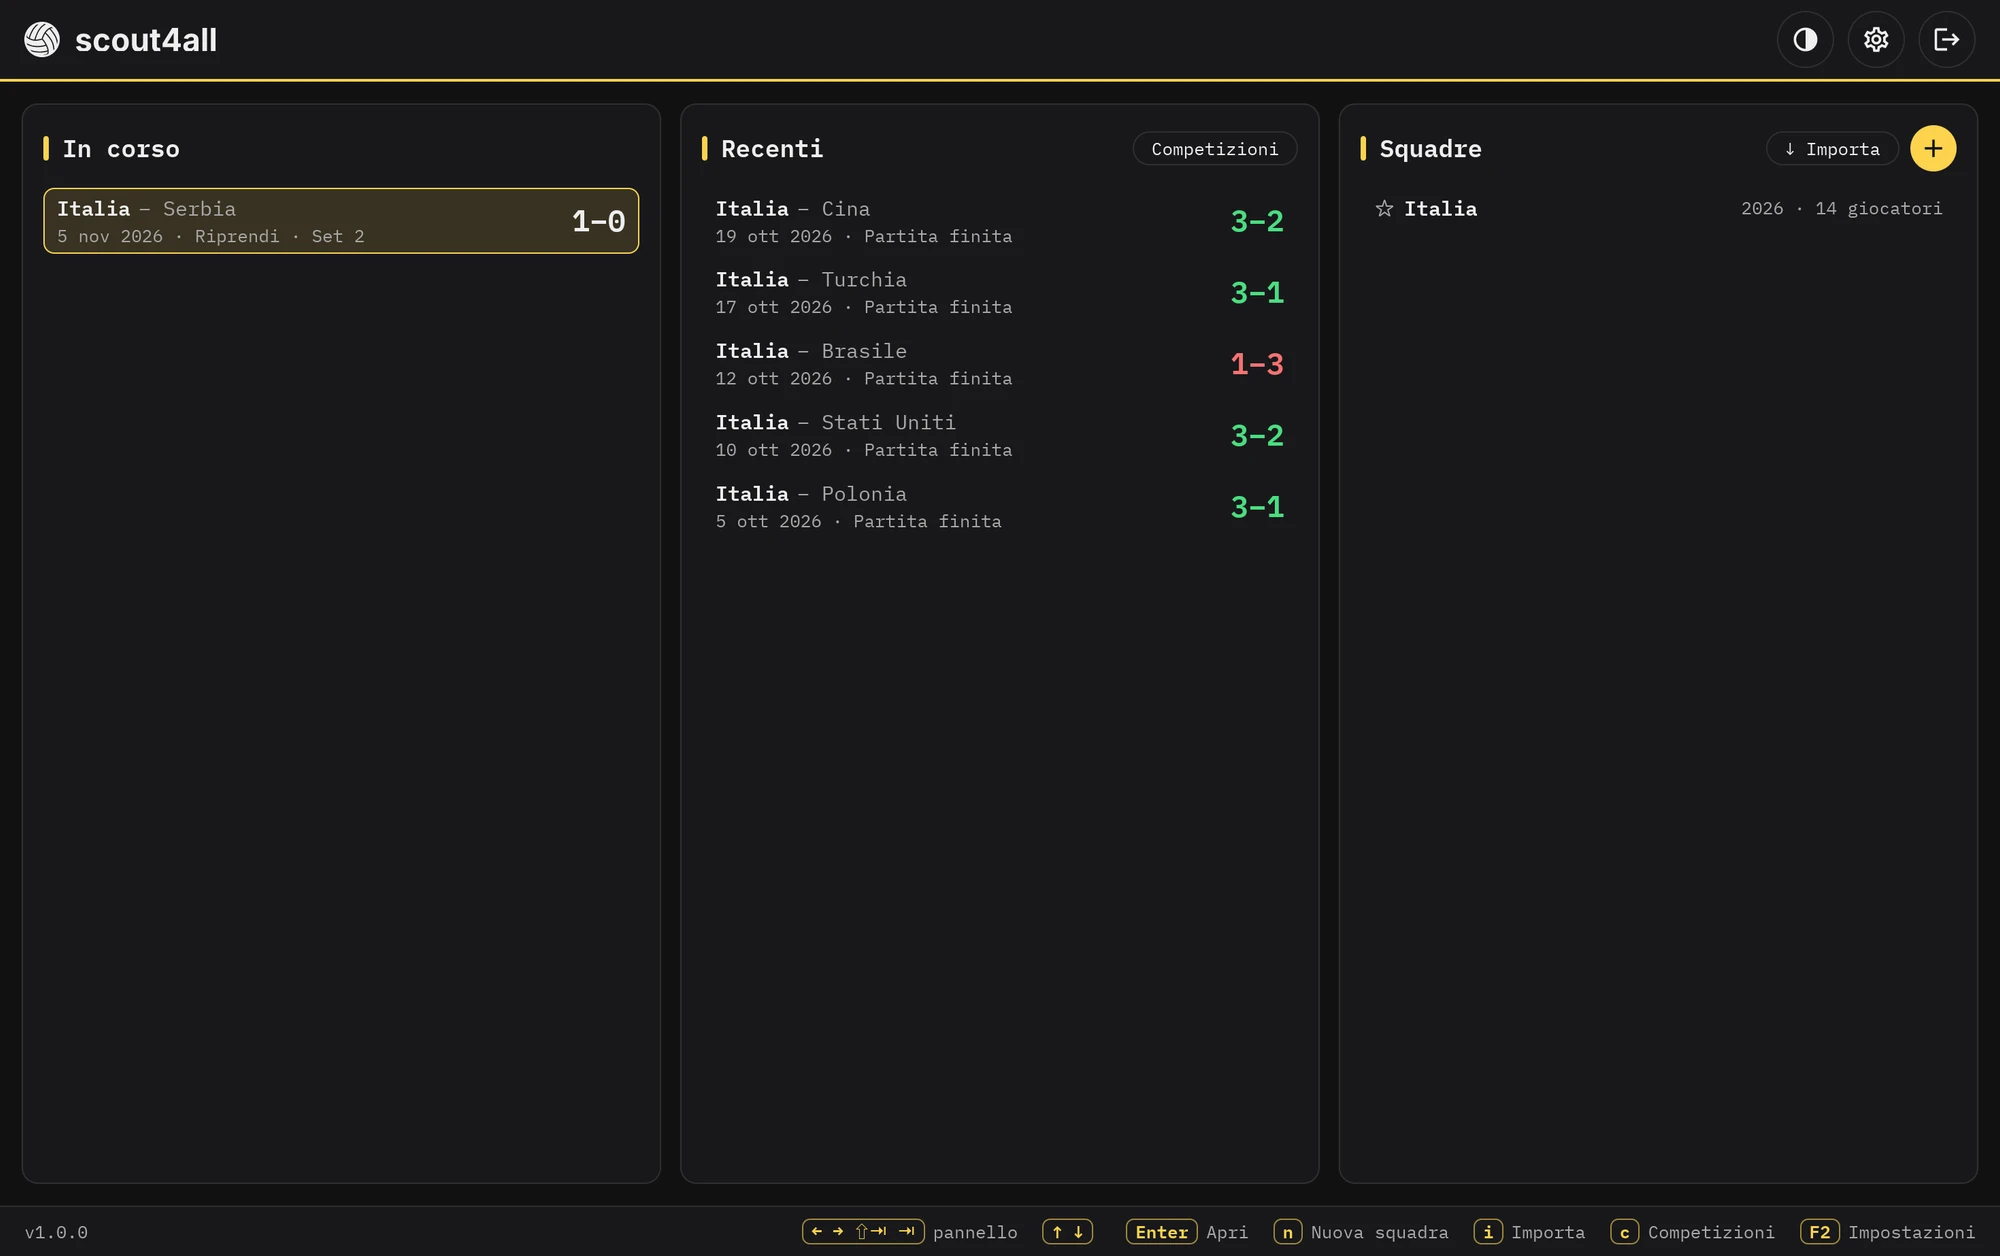 scout4all
In corso
Italia – Serbia
5 nov 2026 · Riprendi · Set 2
1–0
Recenti
Competizioni
Italia – Cina
19 ott 2026 · Partita finita
3–2
Italia – Turchia
17 ott 2026 · Partita finita
3–1
Italia – Brasile
12 ott 2026 · Partita finita
1–3
Italia – Stati Uniti
10 ott 2026 · Partita finita
3–2
Italia – Polonia
5 ott 2026 · Partita finita
3–1
Squadre
↓ Importa
+
☆ Italia
2026 · 14 giocatori
v1.0.0
← → ⇧⇥ ⇥ pannello ↑ ↓ Enter Apri n Nuova squadra i Importa c Competizioni F2 Impostazioni